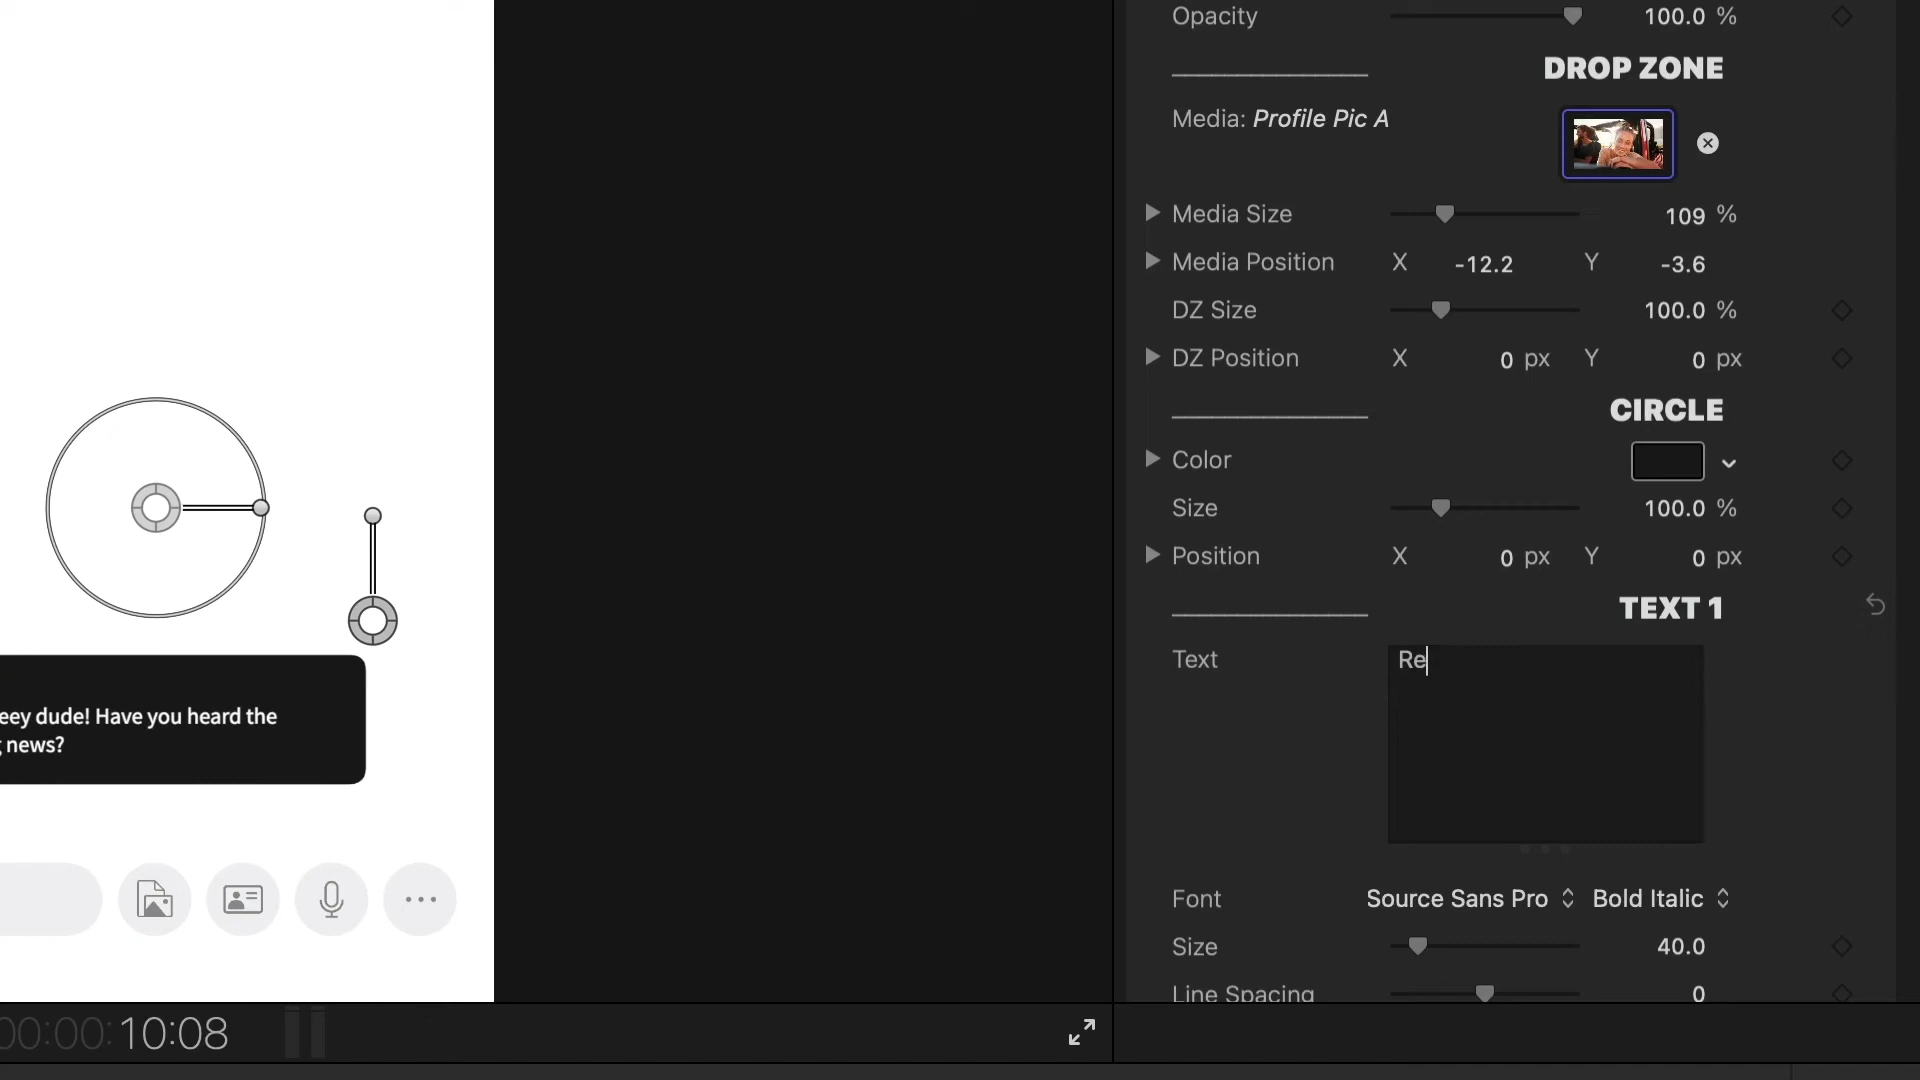 Opacity 100.0 %
DROP ZONE
Media: Profile Pic A
Media Size 109 %
Media Position X -12.2 Y -3.6
DZ Size 100.0 %
DZ Position X 0 px Y 0 px
CIRCLE
Color
Size 100.0 %
Position X 0 px Y 0 px
TEXT 1
Text Re
eey dude! Have you heard the
news?
Font Source Sans Pro Bold Italic
Size 40.0
Line Spacing 0
00:00:10:08